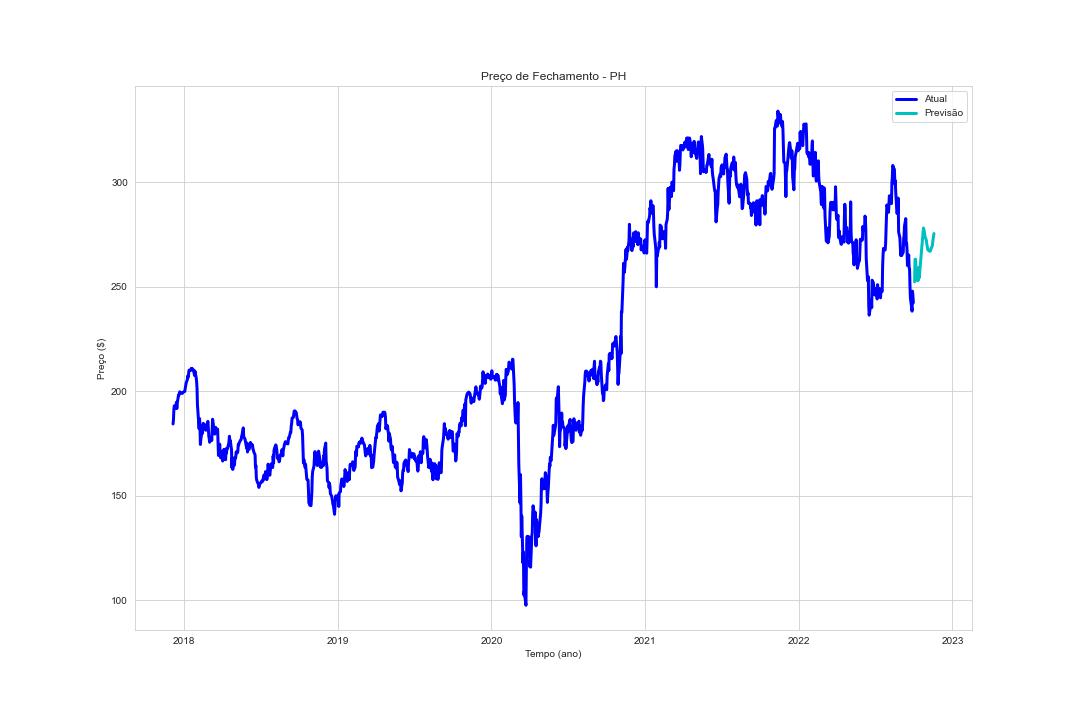 Preço de Fechamento - PH
Atual
Previsão
300
250
200
150
100
Preço ($)
2018 2019 2020 2021 2022 2023
Tempo (ano)